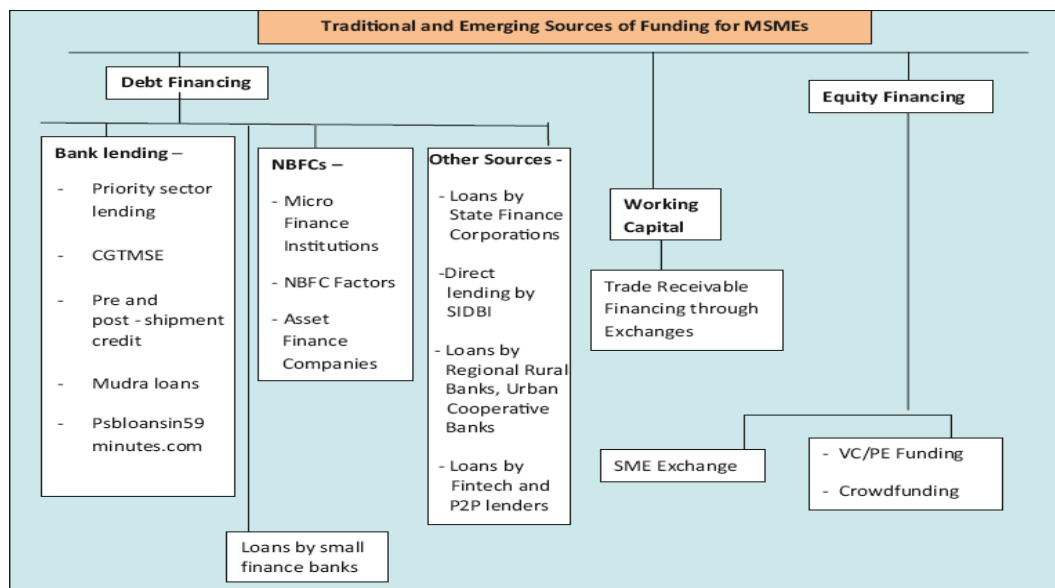 Traditional and Emerging Sources of Funding for MSMEs
Debt Financing
Bank lending –
- Priority sector
lending
- CGTMSE
- Pre and
post - shipment
credit
- Mudra loans
- Psbloansin59
minutes.com
Loans by small
finance banks
NBFCs –
- Micro
Finance
Institutions
- NBFC Factors
- Asset
Finance
Companies
Other Sources -
- Loans by
State Finance
Corporations
-Direct
lending by
SIDBI
- Loans by
Regional Rural
Banks, Urban
Cooperative
Banks
- Loans by
Fintech and
P2P lenders
Working
Capital
Trade Receivable
Financing through
Exchanges
Equity Financing
SME Exchange
- VC/PE Funding
- Crowdfunding